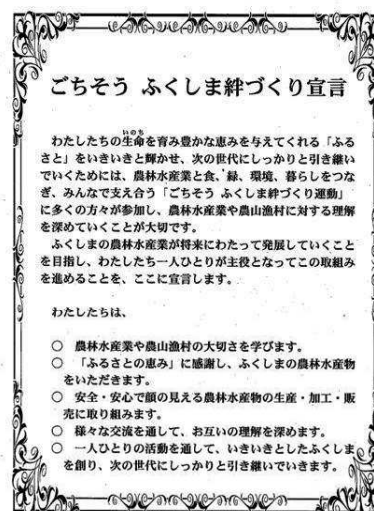 ごちそう ふくしま絆づくり宣言
わたしたちの生命を育み豊かな恵みを与えてくれる「ふる
さと」をいきいきと輝かせ、次の世代にしっかりと引き継い
でいくためには、農林水産業と食、緑、環境、暮らしをつな
ぎ、みんなで支え合う「ごちそう ふくしま絆づくり運動」
に多くの方々が参加し、農林水産業や農山漁村に対する理解
を深めていくことが大切です。
ふくしまの農林水産業が将来にわたって発展していくこと
を目指し、わたしたち一人ひとりが主役となってこの取組み
を進めることを、ここに宣言します。
わたしたちは、
○ 農林水産業や農山漁村の大切さを学びます。
○ 「ふるさとの恵み」に感謝し、ふくしまの農林水産物
をいただきます。
○ 安全・安心で顔の見える農林水産物の生産・加工・販
売に取り組みます。
○ 様々な交流を通して、お互いの理解を深めます。
○ 一人ひとりの活動を通して、いきいきとしたふくしま
を創り、次の世代にしっかりと引き継いでいきます。